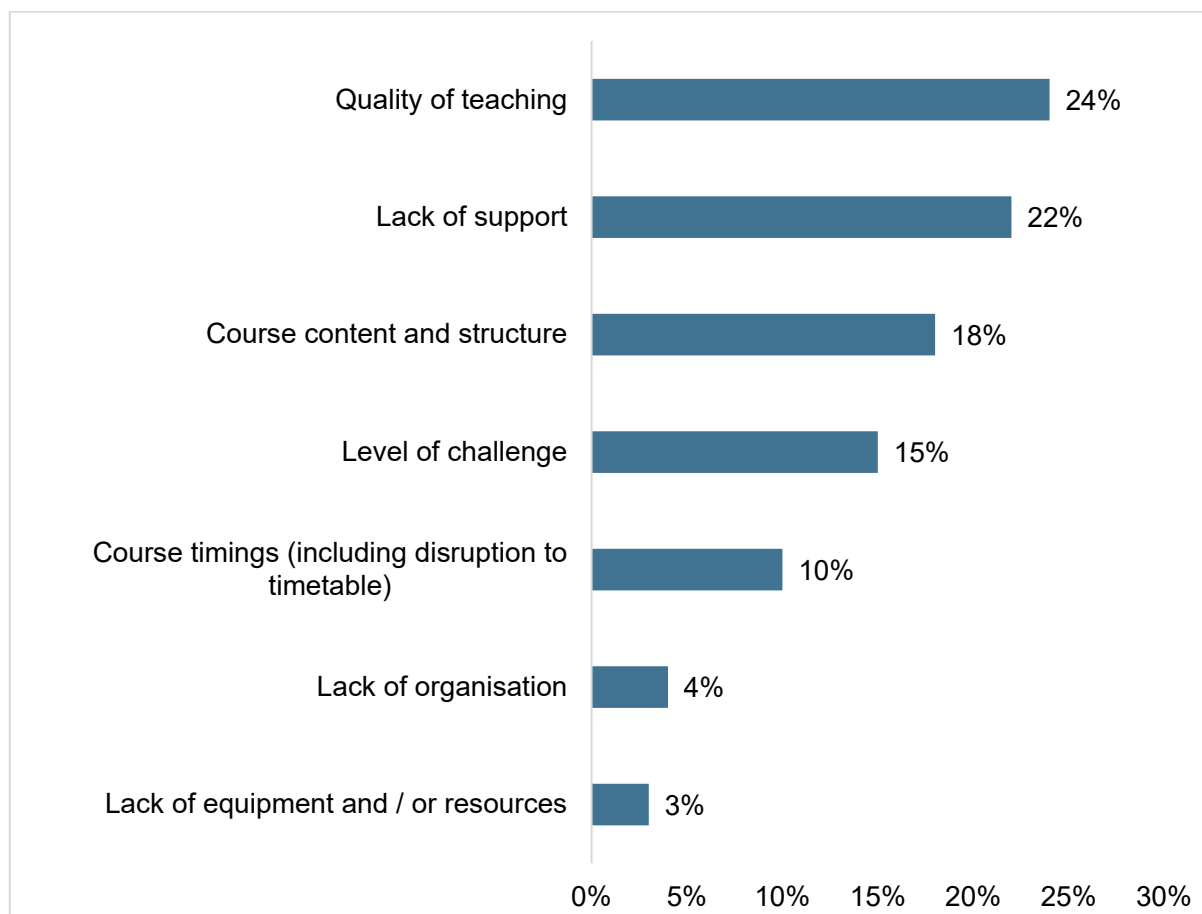 Quality of teaching
24%
Lack of support
22%
Course content and structure
18%
Level of challenge
15%
Course timings (including disruption to
timetable)
10%
Lack of organisation
4%
Lack of equipment and / or resources
3%
0% 5% 10% 15% 20% 25% 30%